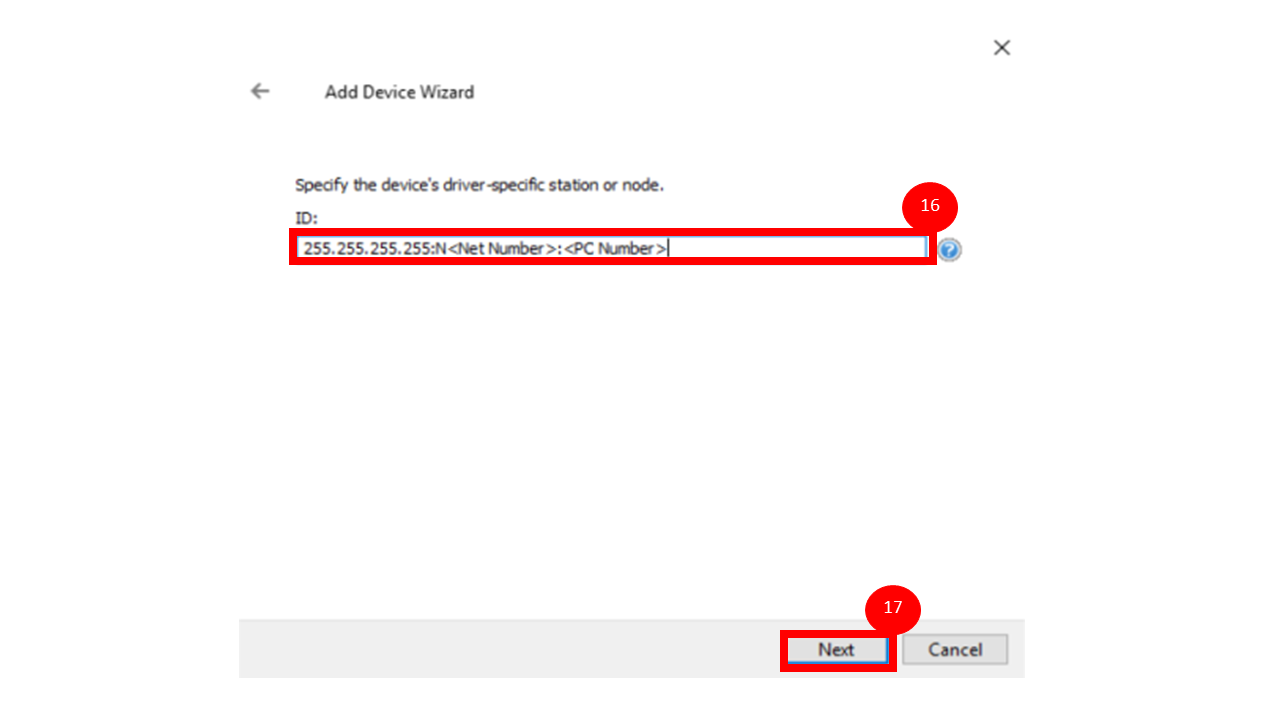 Add Device Wizard
Specify the device's driver-specific station or node.
ID:
16
255.255.255.255:N<Net Number>:<PC Number>
?
17
Next
Cancel